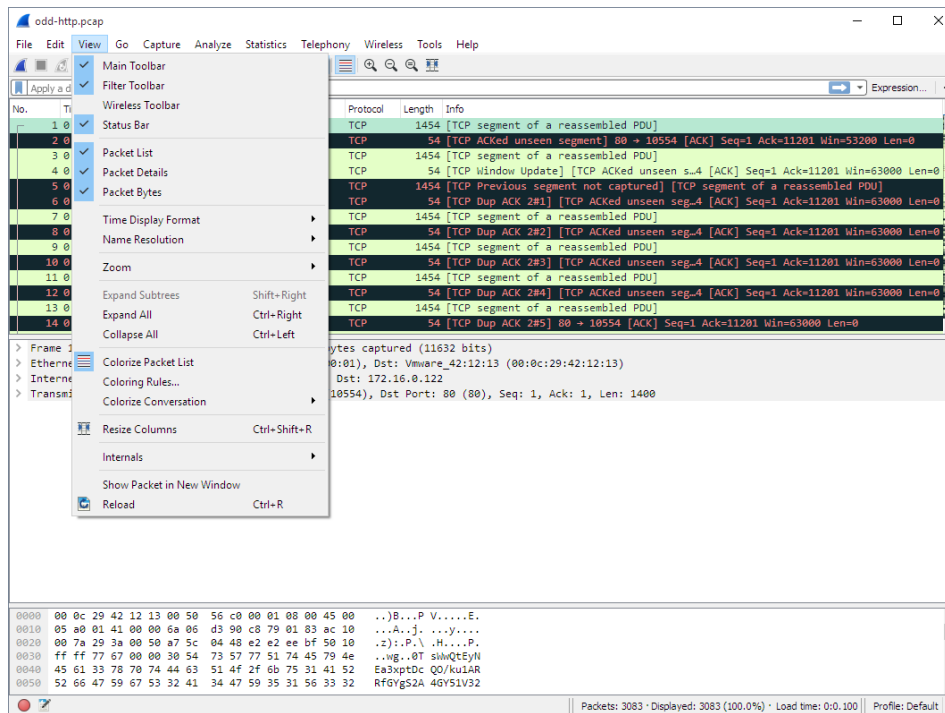 odd-http.pcap
File Edit View Go Capture Analyze Statistics Telephony Wireless Tools Help
Main Toolbar
Filter Toolbar
Wireless Toolbar
Status Bar
Packet List
Packet Details
Packet Bytes
Time Display Format
Name Resolution
Zoom
Expand Subtrees Shift+Right
Expand All Ctrl+Right
Collapse All Ctrl+Left
Colorize Packet List
Coloring Rules...
Colorize Conversation
Resize Columns Ctrl+Shift+R
Internals
Show Packet in New Window
Reload Ctrl+R
Apply a d Expression...
No. Ti Protocol Length Info
1 0 TCP 1454 [TCP segment of a reassembled PDU]
2 0 TCP 54 [TCP ACKed unseen segment] 80 → 10554 [ACK] Seq=1 Ack=11201 Win=53200 Len=0
3 0 TCP 1454 [TCP segment of a reassembled PDU]
4 0 TCP 54 [TCP Window Update] [TCP ACKed unseen s…4 [ACK] Seq=1 Ack=11201 Win=63000 Len=0
5 0 TCP 1454 [TCP Previous segment not captured] [TCP segment of a reassembled PDU]
6 0 TCP 54 [TCP Dup ACK 2#1] [TCP ACKed unseen seg…4 [ACK] Seq=1 Ack=11201 Win=63000 Len=0
7 0 TCP 1454 [TCP segment of a reassembled PDU]
8 0 TCP 54 [TCP Dup ACK 2#2] [TCP ACKed unseen seg…4 [ACK] Seq=1 Ack=11201 Win=63000 Len=0
9 0 TCP 1454 [TCP segment of a reassembled PDU]
10 0 TCP 54 [TCP Dup ACK 2#3] [TCP ACKed unseen seg…4 [ACK] Seq=1 Ack=11201 Win=63000 Len=0
11 0 TCP 1454 [TCP segment of a reassembled PDU]
12 0 TCP 54 [TCP Dup ACK 2#4] [TCP ACKed unseen seg…4 [ACK] Seq=1 Ack=11201 Win=63000 Len=0
13 0 TCP 1454 [TCP segment of a reassembled PDU]
14 0 TCP 54 [TCP Dup ACK 2#5] 80 → 10554 [ACK] Seq=1 Ack=11201 Win=63000 Len=0
Frame 1 ytes captured (11632 bits)
Etherne 0:01), Dst: Vmware_42:12:13 (00:0c:29:42:12:13)
Interne Dst: 172.16.0.122
Transmi 10554), Dst Port: 80 (80), Seq: 1, Ack: 1, Len: 1400
0000 00 0c 29 42 12 13 00 50 56 c0 00 01 08 00 45 00 ..)B...P V.....E.
0010 05 a0 01 41 00 00 6a 06 d3 90 c8 79 01 83 ac 10 ...A..j. ...y....
0020 00 7a 29 3a 00 50 a7 5c 04 48 e2 e2 ee bf 50 10 .z):.P.\ .H....P.
0030 ff ff 77 67 00 00 30 54 73 57 77 51 74 45 79 4e ..wg..0T sWwQtEyN
0040 45 61 33 78 70 74 44 63 51 4f 2f 6b 75 31 41 52 Ea3xptDc QO/ku1AR
0050 52 66 47 59 67 53 32 41 34 47 59 35 31 56 33 32 RfGYgS2A 4GY51V32
Packets: 3083 · Displayed: 3083 (100.0%) · Load time: 0:0.100 Profile: Default